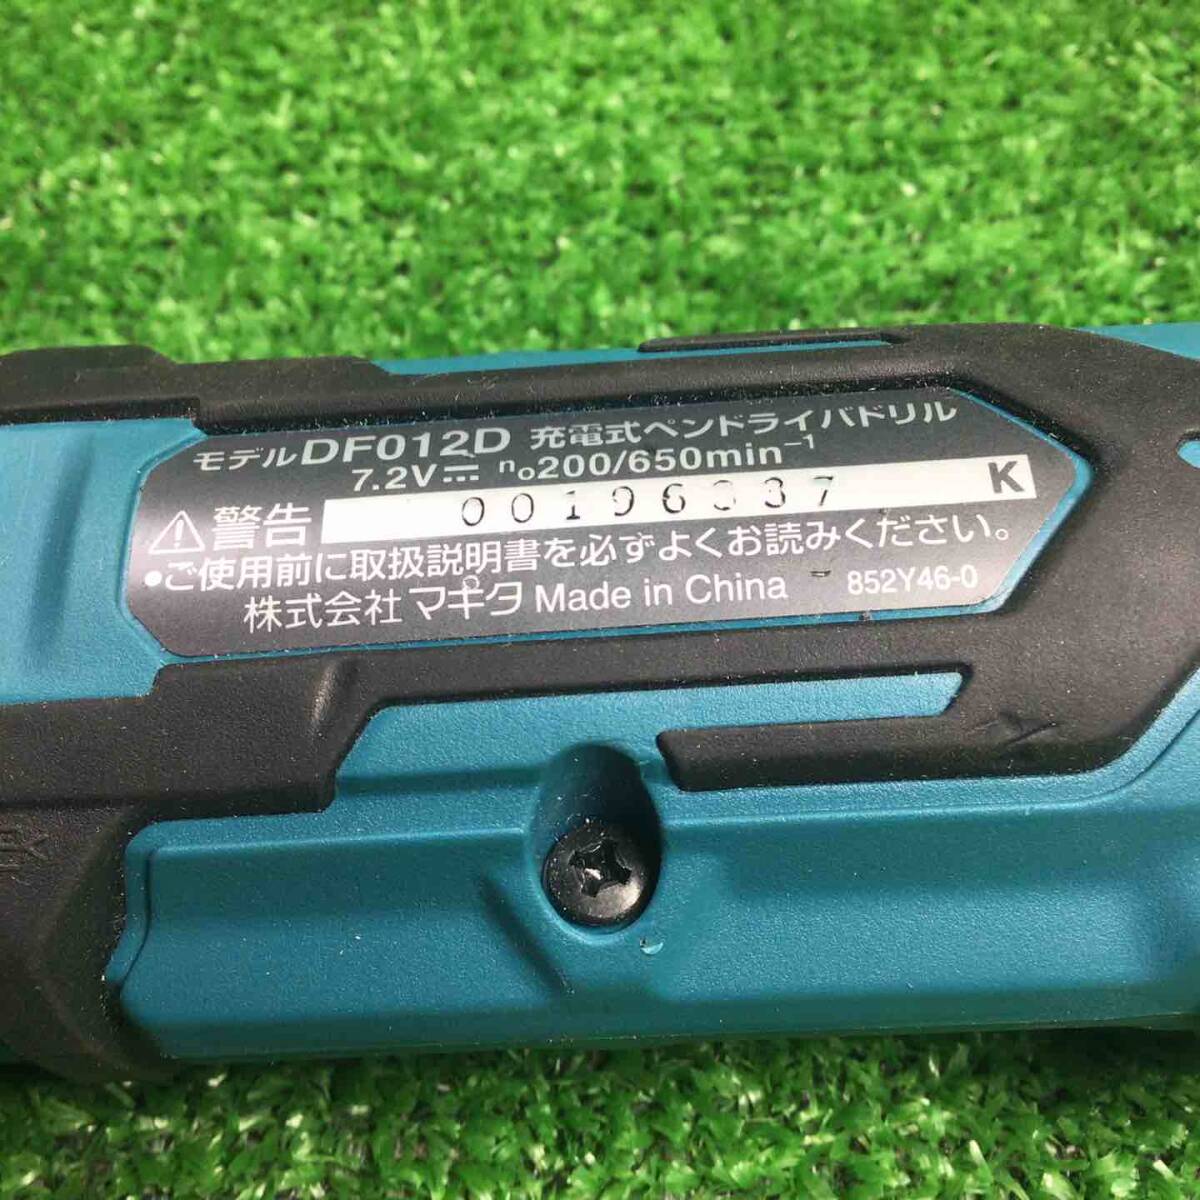 モデルDF012D 充電式ペンドライバドリル
7.2V⎓ n₀200/650min⁻¹
⚠警告 K
•ご使用前に取扱説明書を必ずよくお読みください。
株式会社 マキタ Made in China 852Y46-0